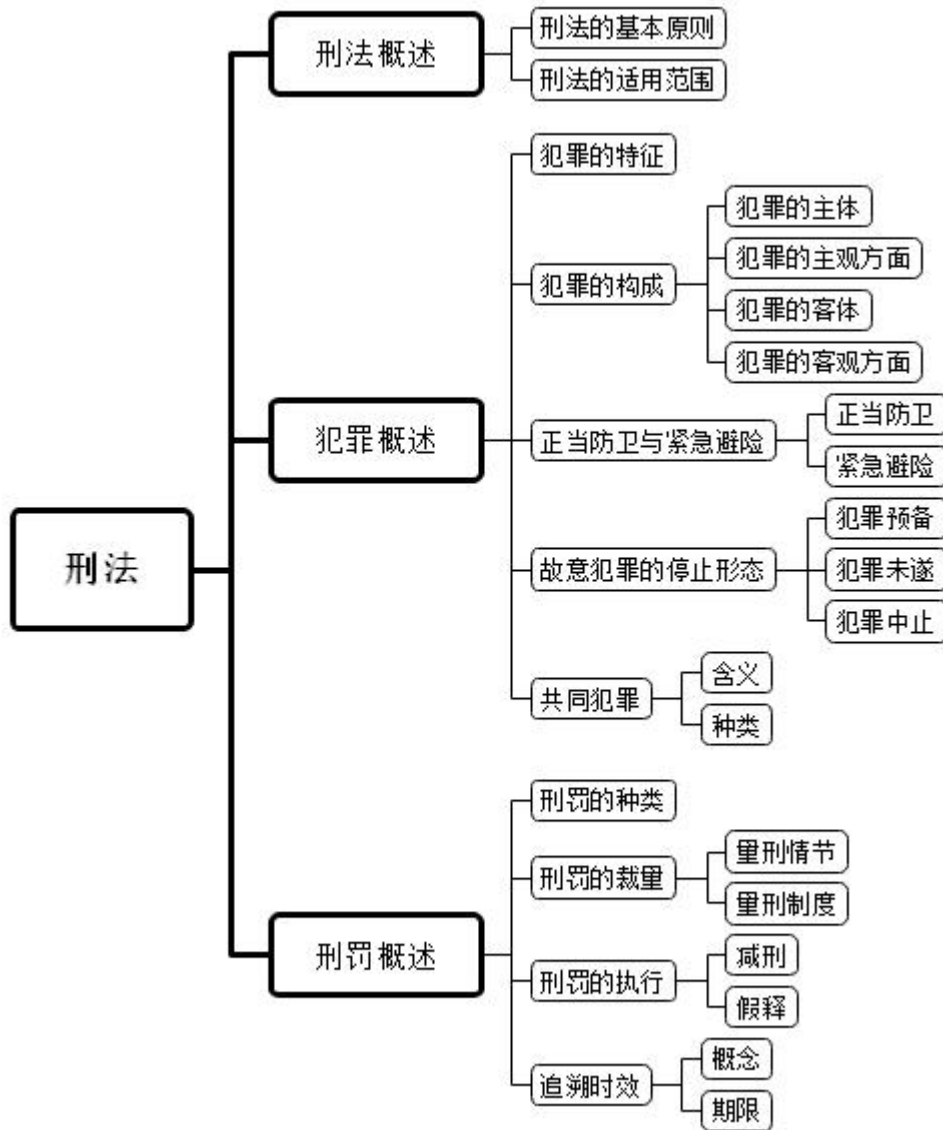 刑法
刑法概述
刑法的基本原则
刑法的适用范围
犯罪概述
犯罪的特征
犯罪的构成
犯罪的主体
犯罪的主观方面
犯罪的客体
犯罪的客观方面
正当防卫与紧急避险
正当防卫
紧急避险
故意犯罪的停止形态
犯罪预备
犯罪未遂
犯罪中止
共同犯罪
含义
种类
刑罚概述
刑罚的种类
刑罚的裁量
量刑情节
量刑制度
刑罚的执行
减刑
假释
追溯时效
概念
期限